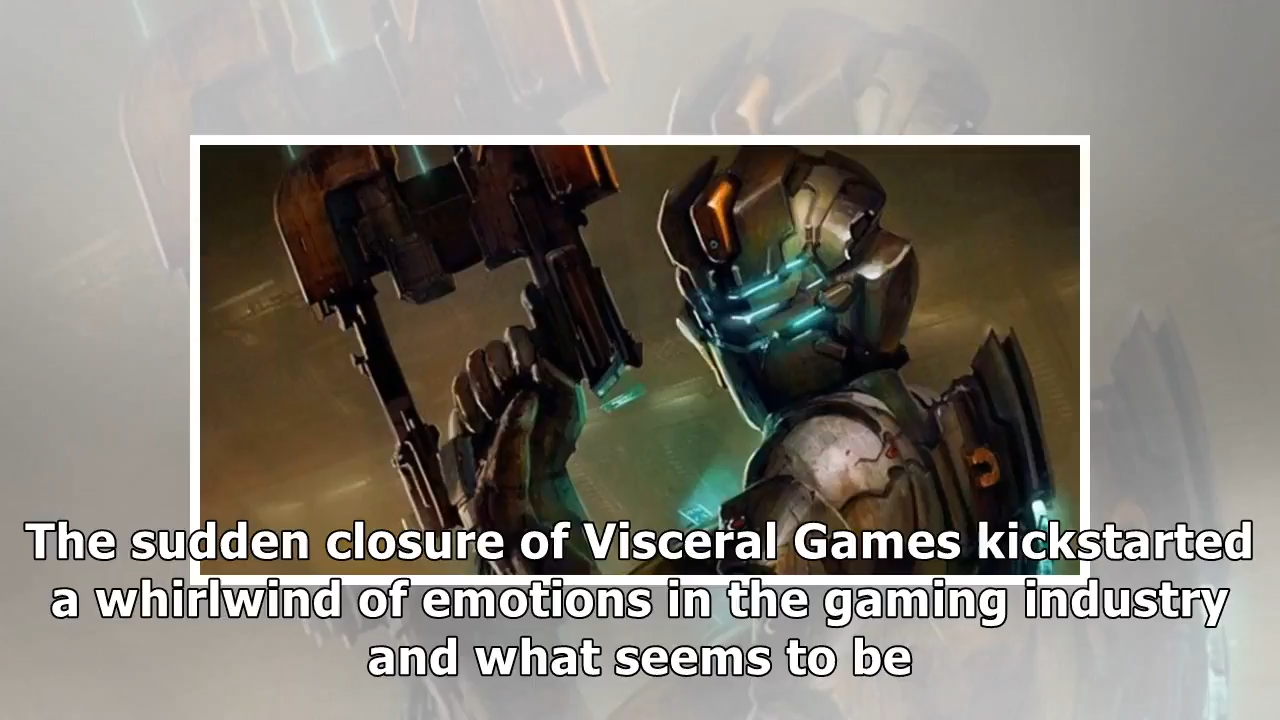 The sudden closure of Visceral Games kickstarted
a whirlwind of emotions in the gaming industry
and what seems to be